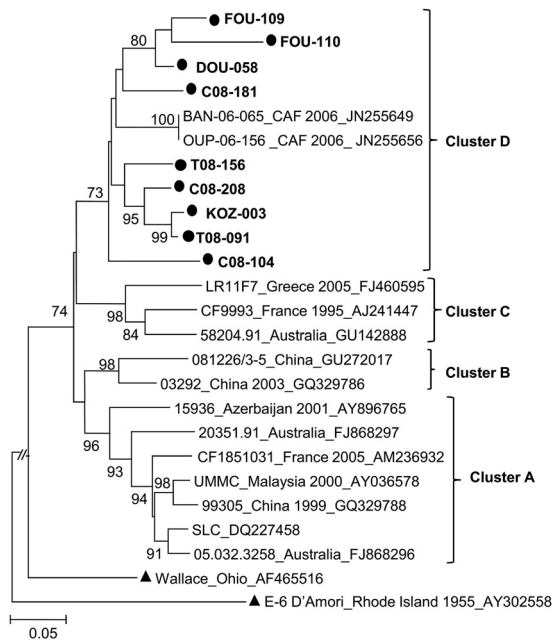 FOU-109
80
FOU-110
DOU-058
C08-181
100 BAN-06-065_CAF 2006_JN255649
OUP-06-156 _CAF 2006_ JN255656
Cluster D
T08-156
73
C08-208
95
KOZ-003
99
T08-091
C08-104
LR11F7_Greece 2005_FJ460595
74
98
CF9993_France 1995_AJ241447
Cluster C
84
58204.91_Australia_GU142888
98
081226/3-5_China_GU272017
Cluster B
03292_China 2003_GQ329786
15936_Azerbaijan 2001_AY896765
96
20351.91_Australia_FJ868297
93
CF1851031_France 2005_AM236932
Cluster A
94
98
UMMC_Malaysia 2000_AY036578
99305_China 1999_GQ329788
SLC_DQ227458
91
05.032.3258_Australia_FJ868296
Wallace_Ohio_AF465516
E-6 D’Amori_Rhode Island 1955_AY302558
0.05